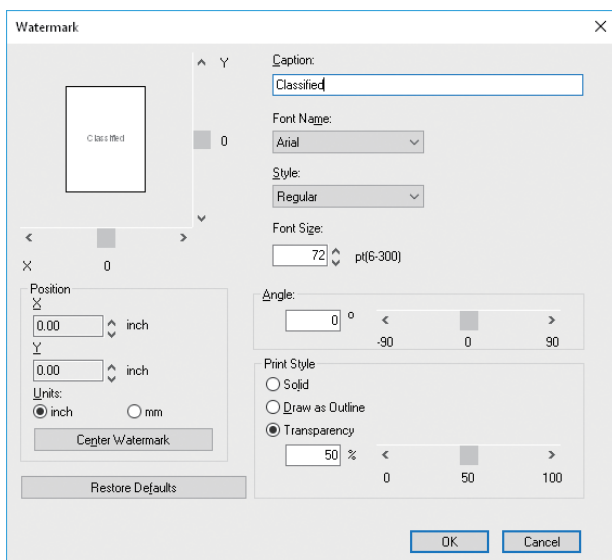 Watermark
Classified
Y
0
X 0
Position
X
0.00 inch
Y
0.00 inch
Units:
inch mm
Center Watermark
Restore Defaults
Caption:
Classified
Font Name:
Arial
Style:
Regular
Font Size:
72 pt(6-300)
Angle:
0 °
-90 0 90
Print Style
Solid
Draw as Outline
Transparency
50 %
0 50 100
OK Cancel